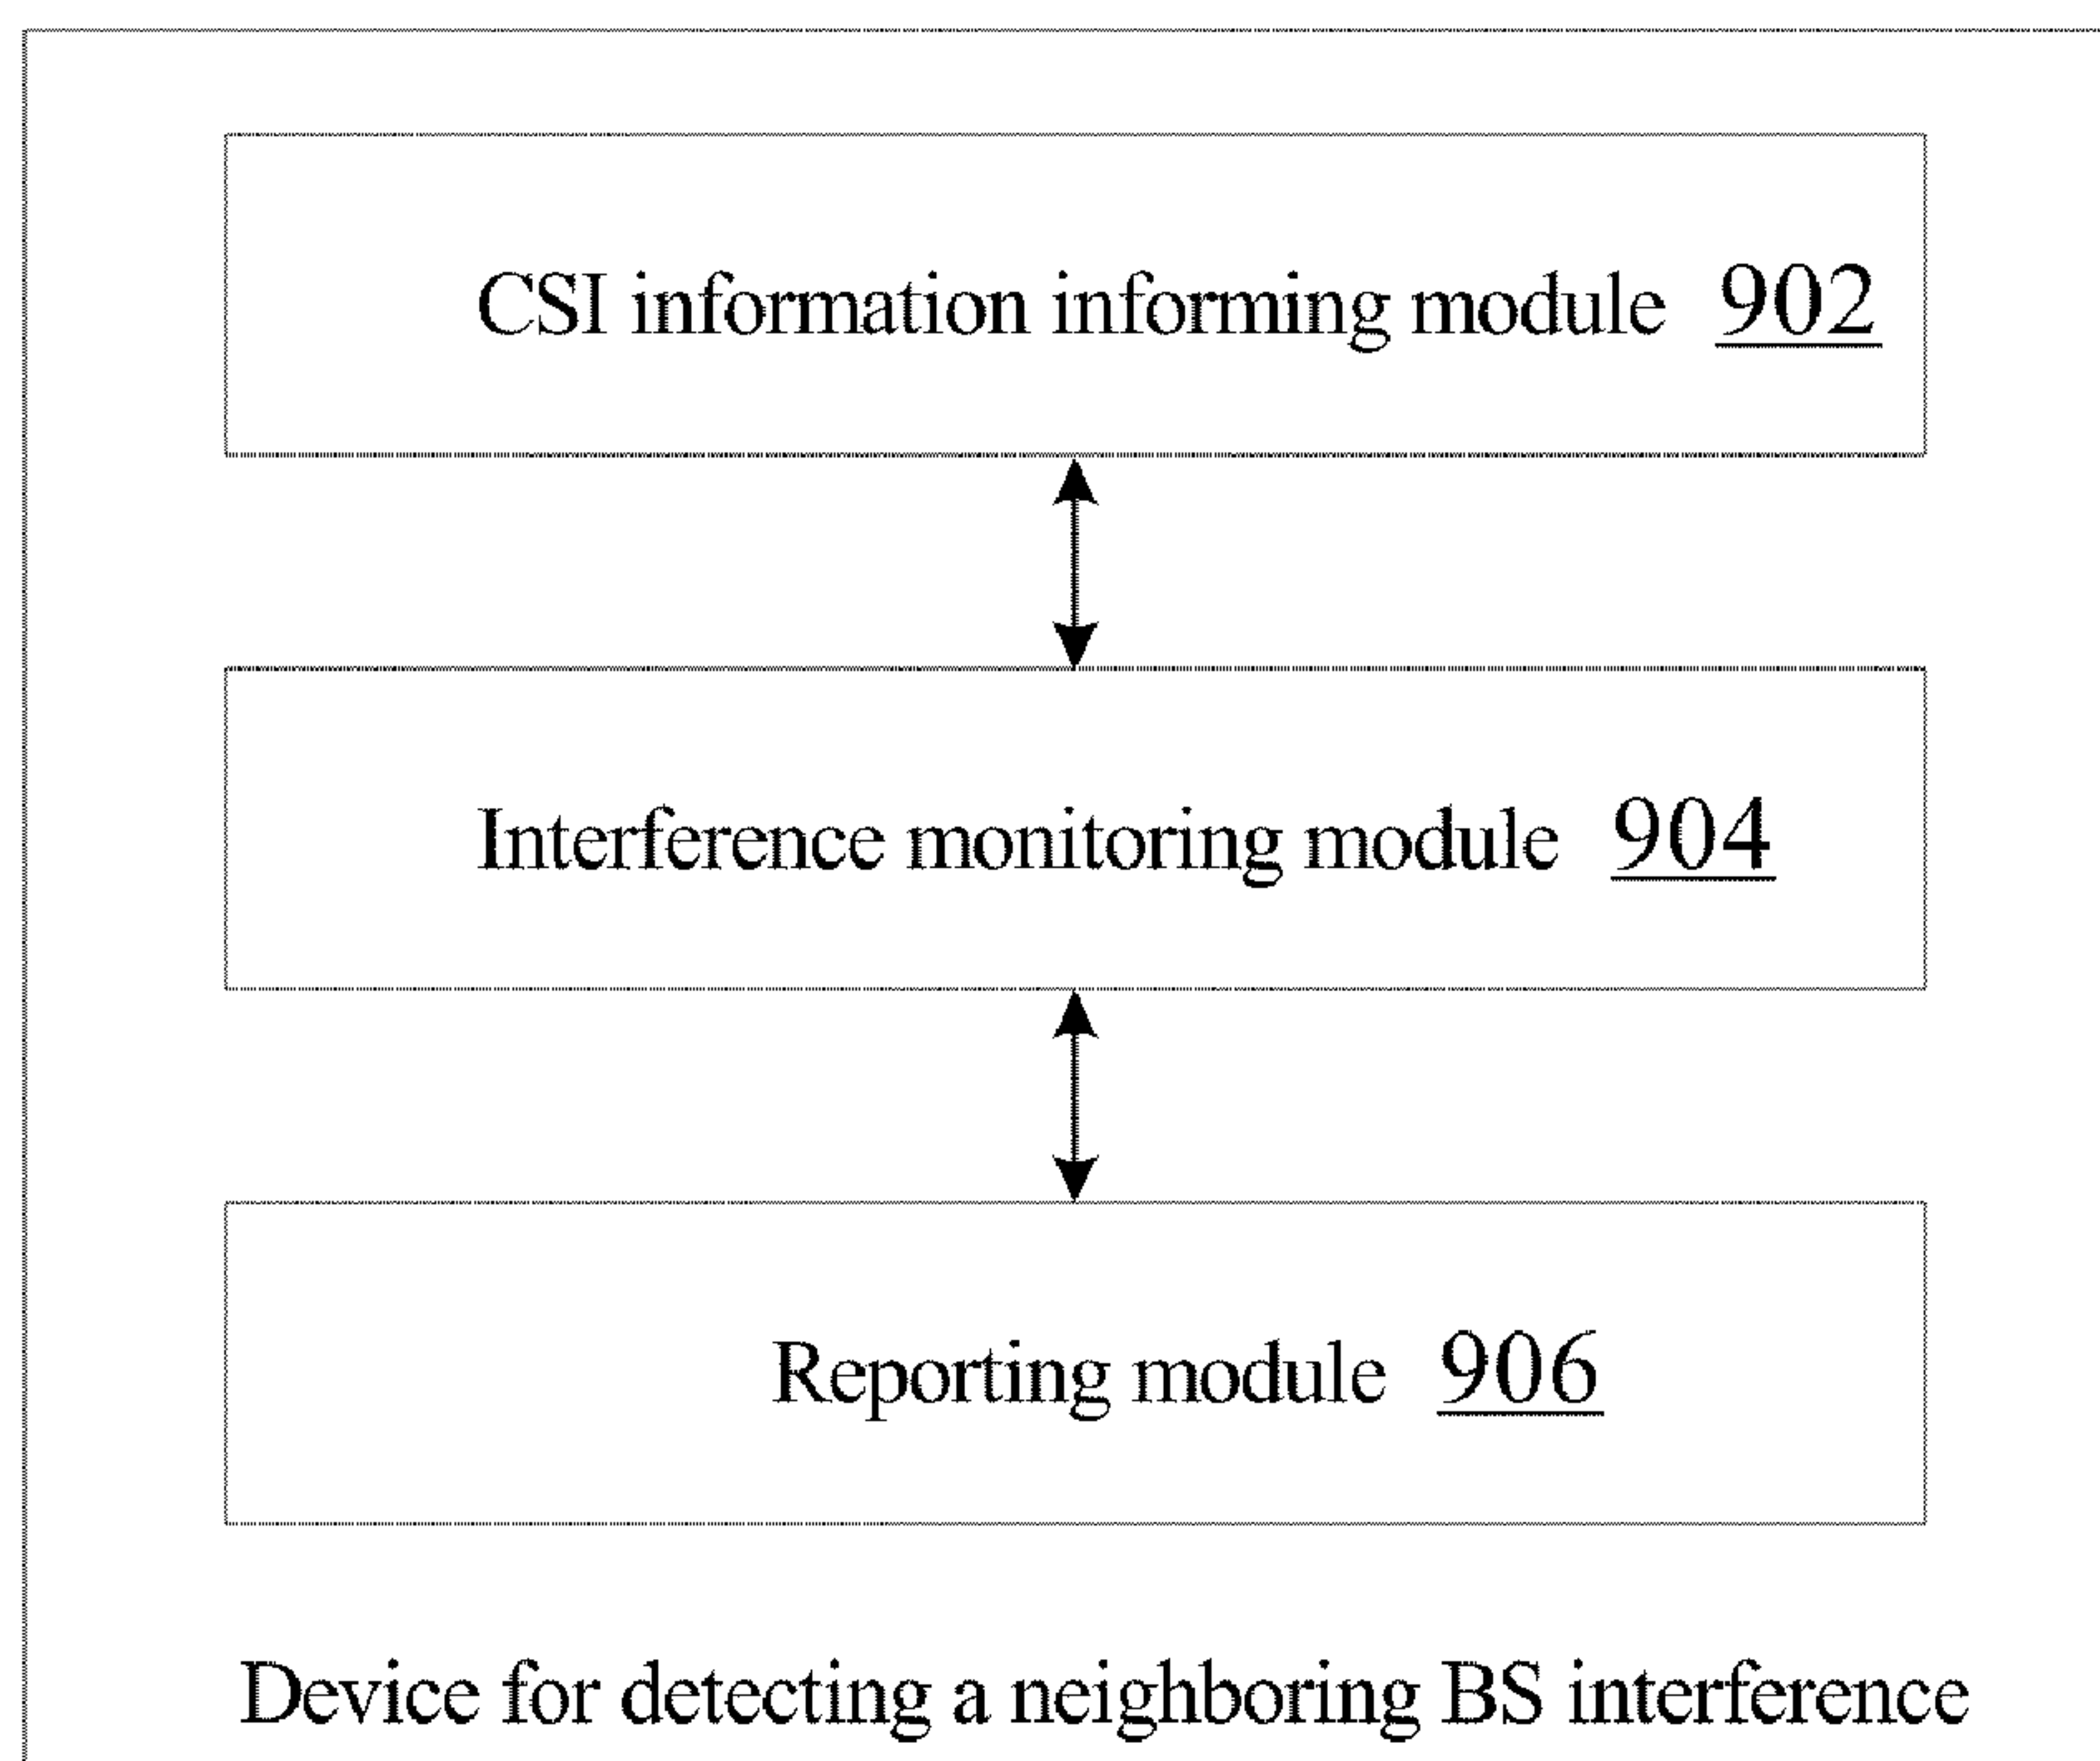 CSI information informing module 902
Interference monitoring module 904
Reporting module 906
Device for detecting a neighboring BS interference